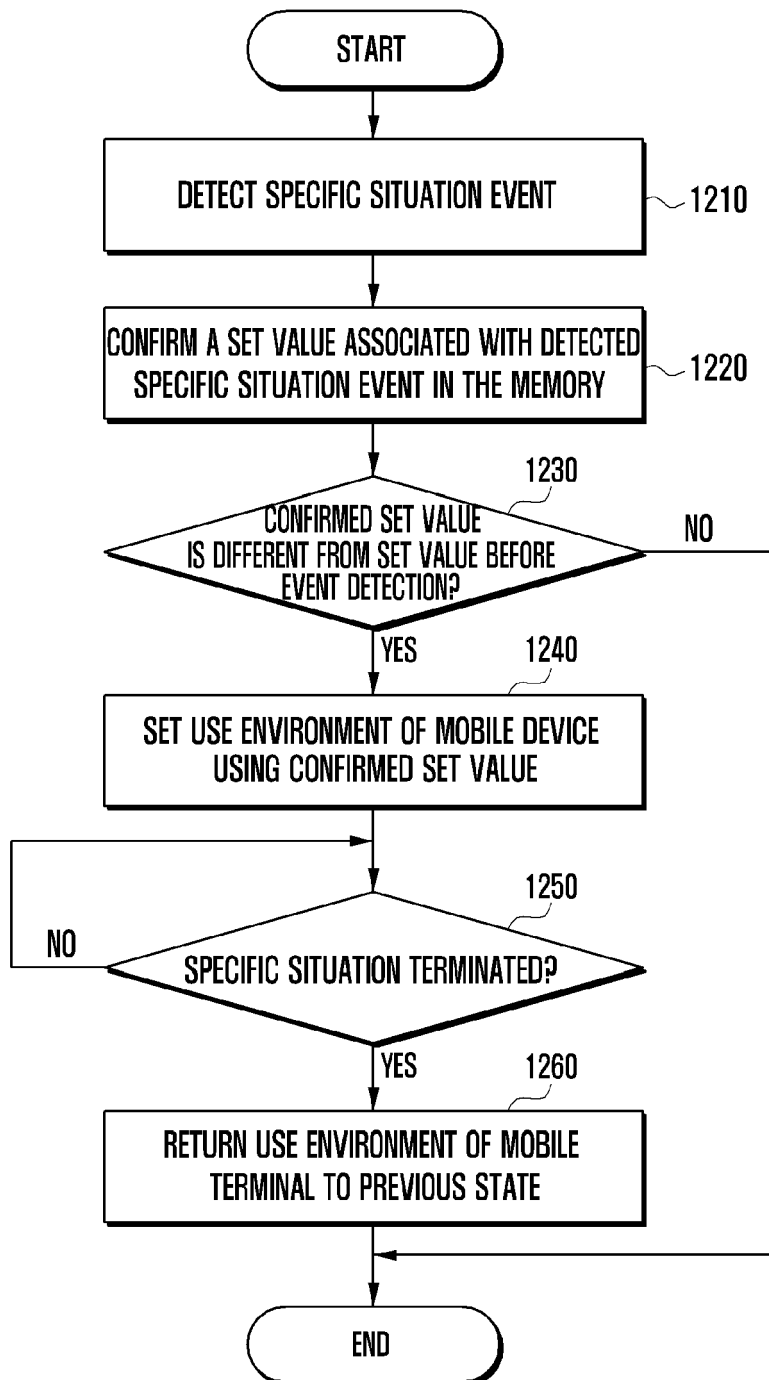 START
DETECT SPECIFIC SITUATION EVENT
1210
CONFIRM A SET VALUE ASSOCIATED WITH DETECTED
SPECIFIC SITUATION EVENT IN THE MEMORY
1220
1230
CONFIRMED SET VALUE
IS DIFFERENT FROM SET VALUE BEFORE
EVENT DETECTION?
NO
YES
1240
SET USE ENVIRONMENT OF MOBILE DEVICE
USING CONFIRMED SET VALUE
1250
NO
SPECIFIC SITUATION TERMINATED?
YES
1260
RETURN USE ENVIRONMENT OF MOBILE
TERMINAL TO PREVIOUS STATE
END